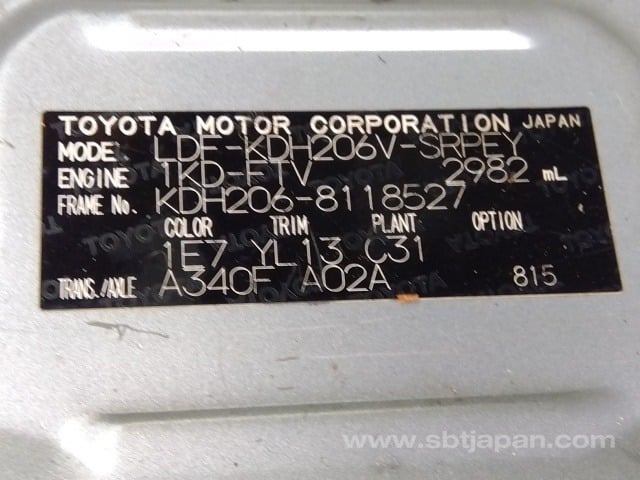 TOYOTA MOTOR CORPORATION JAPAN
MODEL LDF-KDH206V-SRPEY
ENGINE 1KD-FTV 2982 mL
FRAME No. KDH206-8118527
COLOR TRIM PLANT OPTION
1E7 YL13 C31
TRANS./AXLE A340F A02A 815
www.sbtjapan.com